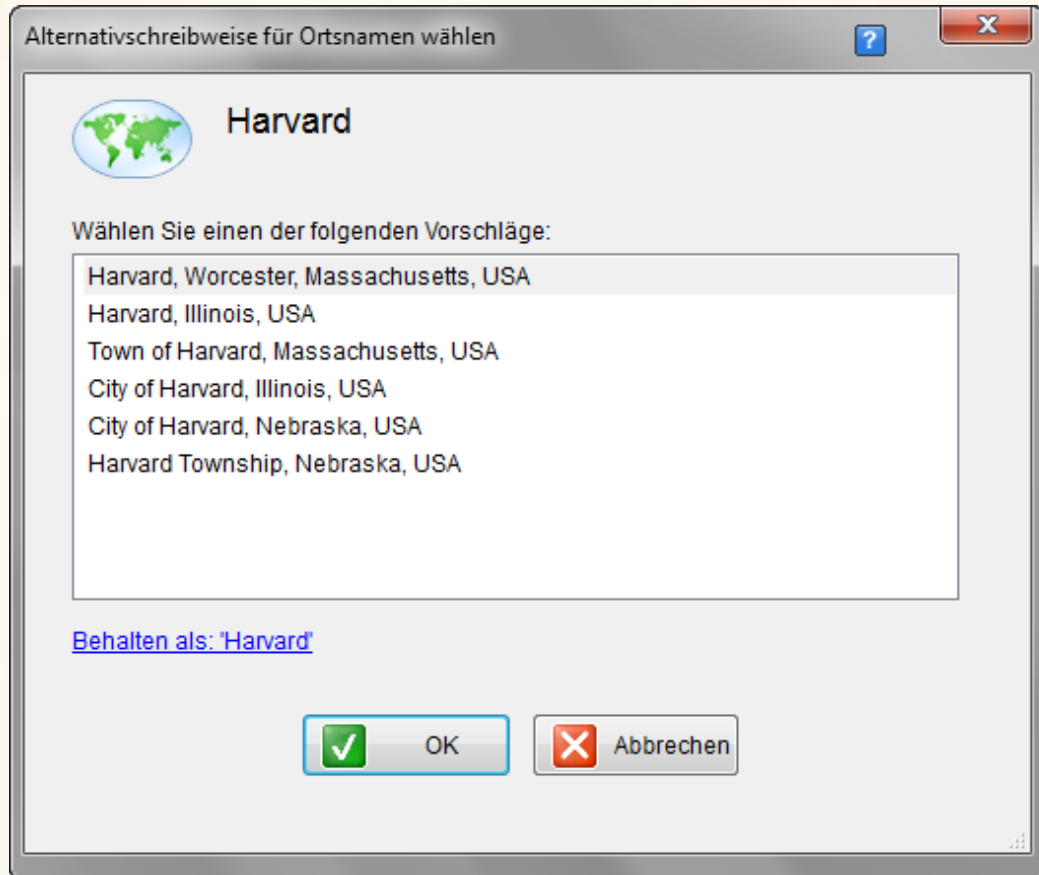 Alternativschreibweise für Ortsnamen wählen
?
Harvard
Wählen Sie einen der folgenden Vorschläge:
Harvard, Worcester, Massachusetts, USA
Harvard, Illinois, USA
Town of Harvard, Massachusetts, USA
City of Harvard, Illinois, USA
City of Harvard, Nebraska, USA
Harvard Township, Nebraska, USA
Behalten als: 'Harvard'
OK
Abbrechen